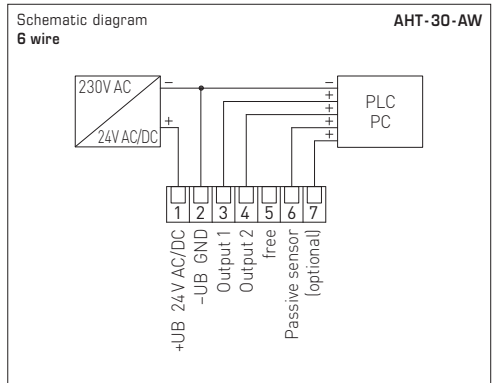 Schematic diagram
6 wire
AHT-30-AW
230V AC
24V AC/DC
−
+
−
+
+
+
+
PLC
PC
1 2 3 4 5 6 7
+UB 24V AC/DC
−UB GND
Output 1
Output 2
free
Passive sensor
(optional)